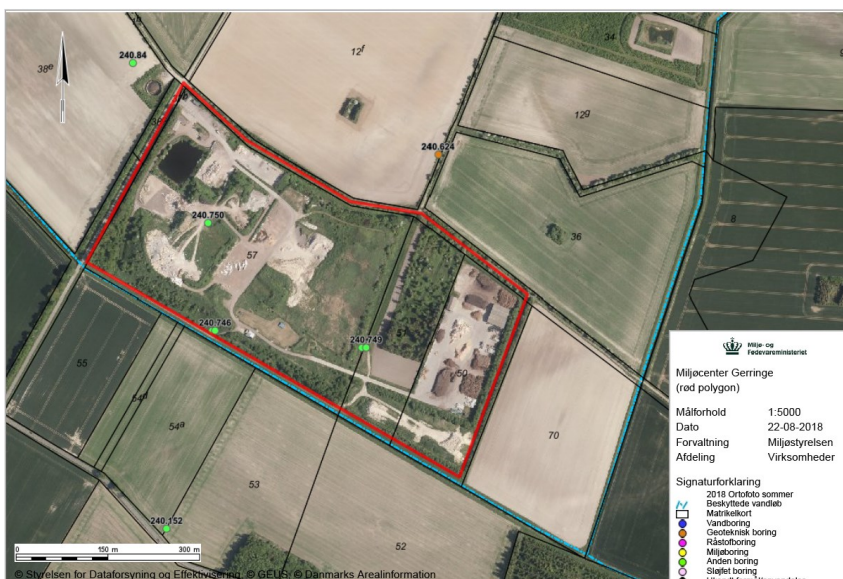 240.84
38e
12f
34
240.624
12g
240.750
57
36
8
240.746
240.749
50
55
54d
54a
53
70
240.152
52
0 150 m 300 m
© Styrelsen for Dataforsyning og Effektivisering, © GEUS, © Danmarks Arealinformation
Miljø- og
Fødevareministeriet
Miljøcenter Gerringe
(rød polygon)
Målforhold 1:5000
Dato 22-08-2018
Forvaltning Miljøstyrelsen
Afdeling Virksomheder
Signaturforklaring
2018 Ortofoto sommer
Beskyttede vandløb
Matrikelkort
Vandboring
Geoteknisk boring
Råstofboring
Miljøboring
Anden boring
Sløjfet boring